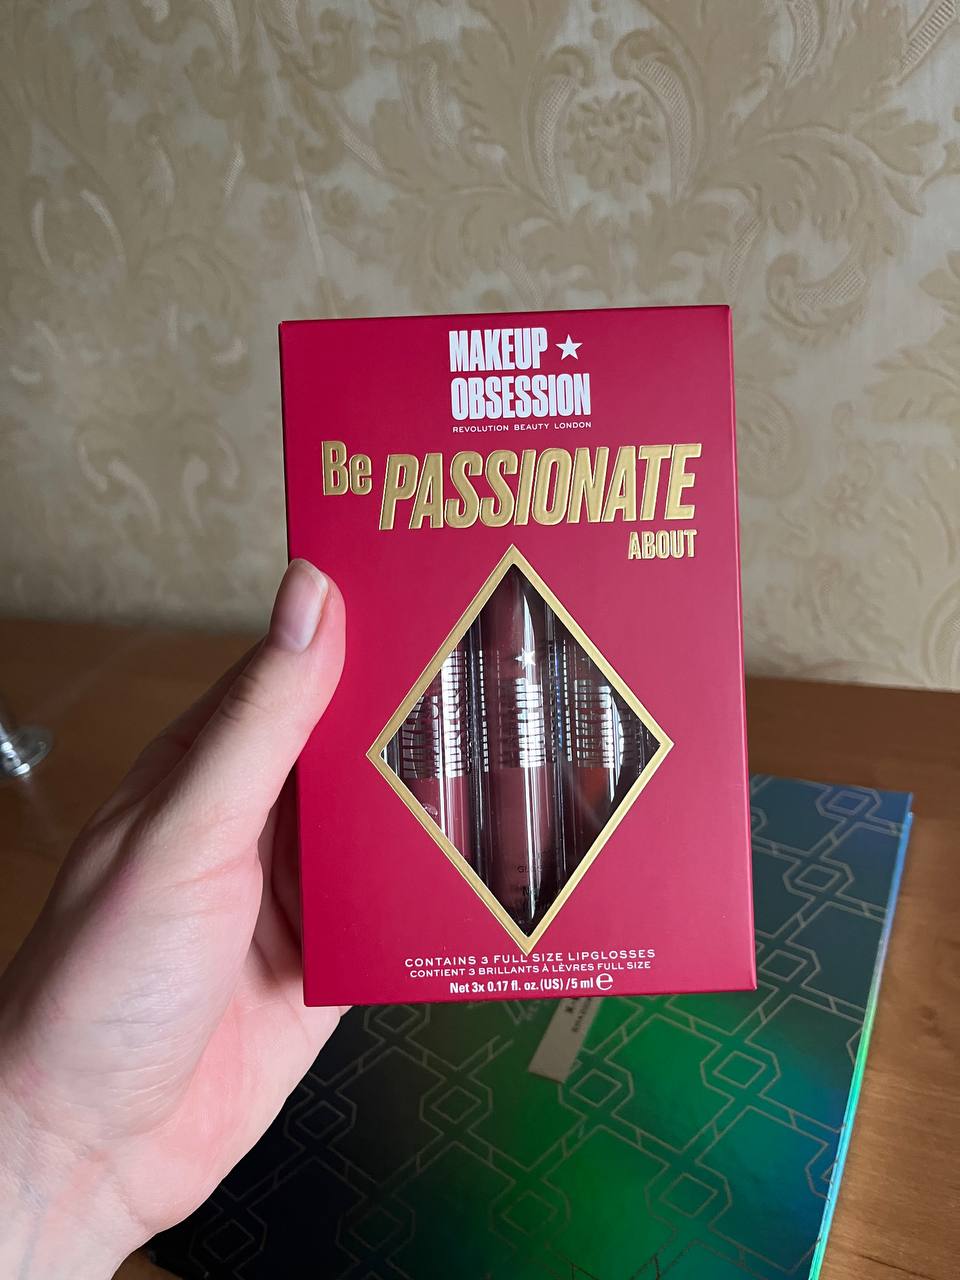 MAKEUP ★
OBSESSION
REVOLUTION BEAUTY LONDON
Be PASSIONATE
ABOUT
CONTAINS 3 FULL SIZE LIPGLOSSES
CONTIENT 3 BRILLANTS À LÈVRES FULL SIZE
Net 3x 0.17 fl. oz. (US) /5 ml ℮